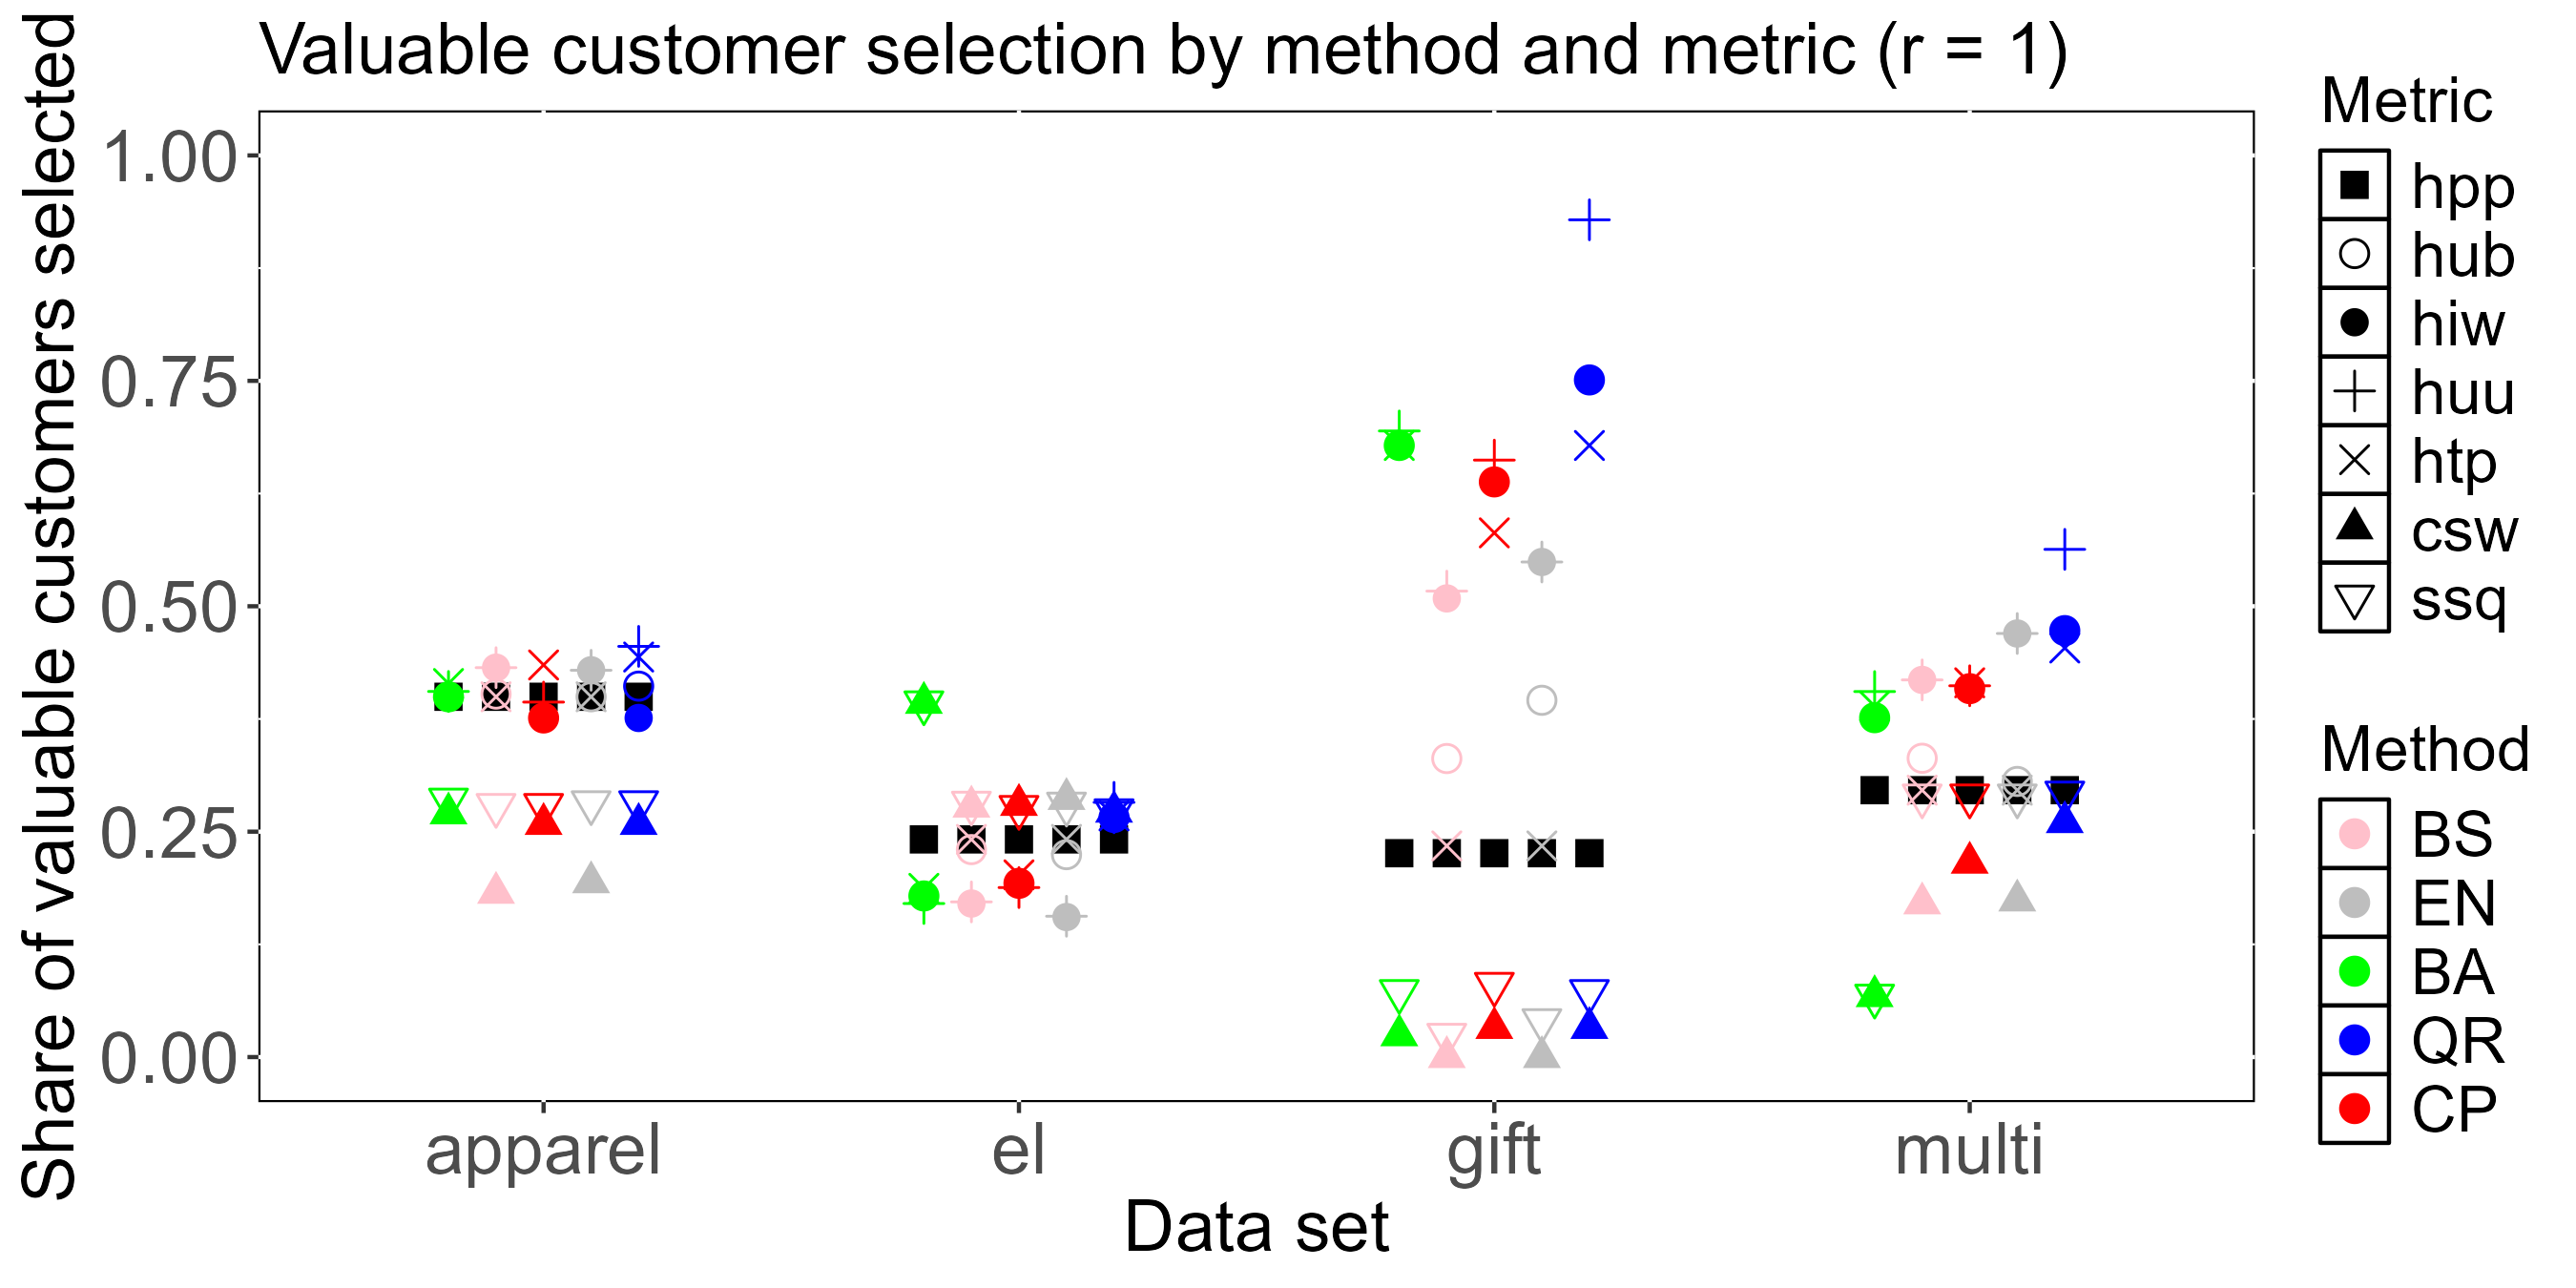 Valuable customer selection by method and metric (r = 1)
Share of valuable customers selected
1.00
0.75
0.50
0.25
0.00
apparel
el
gift
multi
Data set
Metric
hpp
hub
hiw
huu
htp
csw
ssq
Method
BS
EN
BA
QR
CP